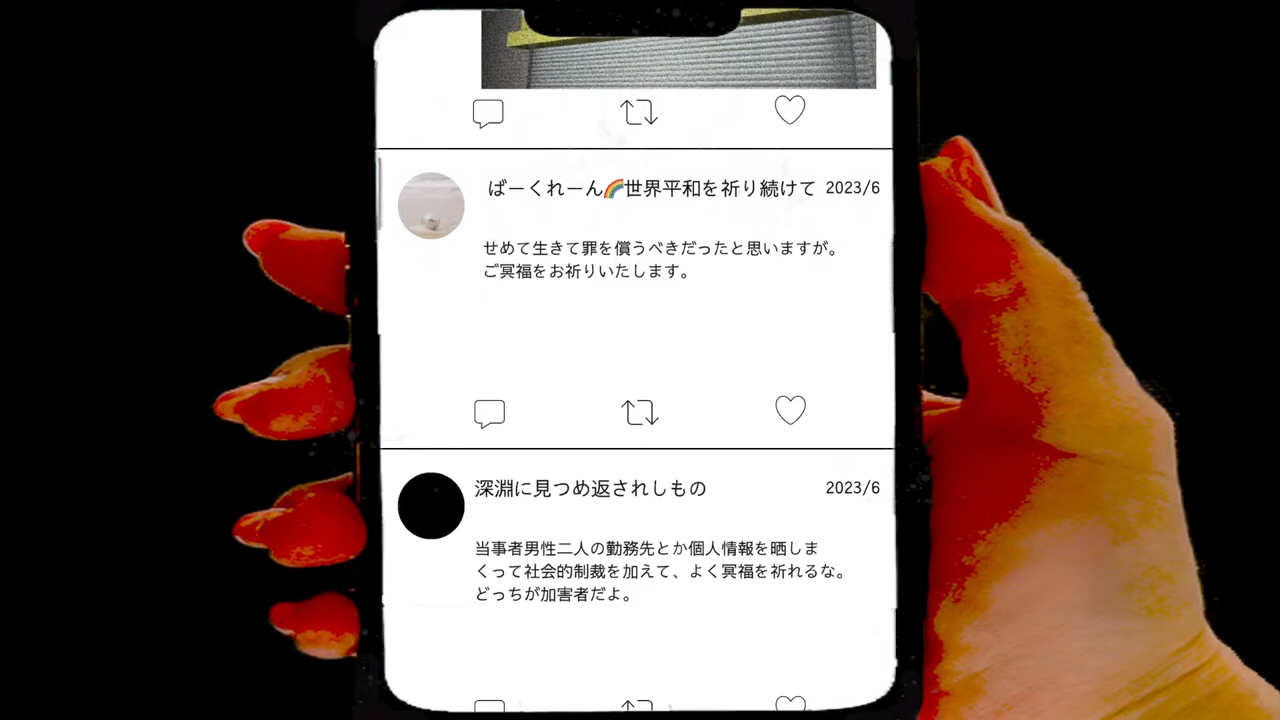 ばーくれーん🌈世界平和を祈り続けて 2023/6
せめて生きて罪を償うべきだったと思いますが。
ご冥福をお祈りいたします。
深淵に見つめ返されしもの 2023/6
当事者男性二人の勤務先とか個人情報を晒しま
くって社会的制裁を加えて、よく冥福を祈れるな。
どっちが加害者だよ。